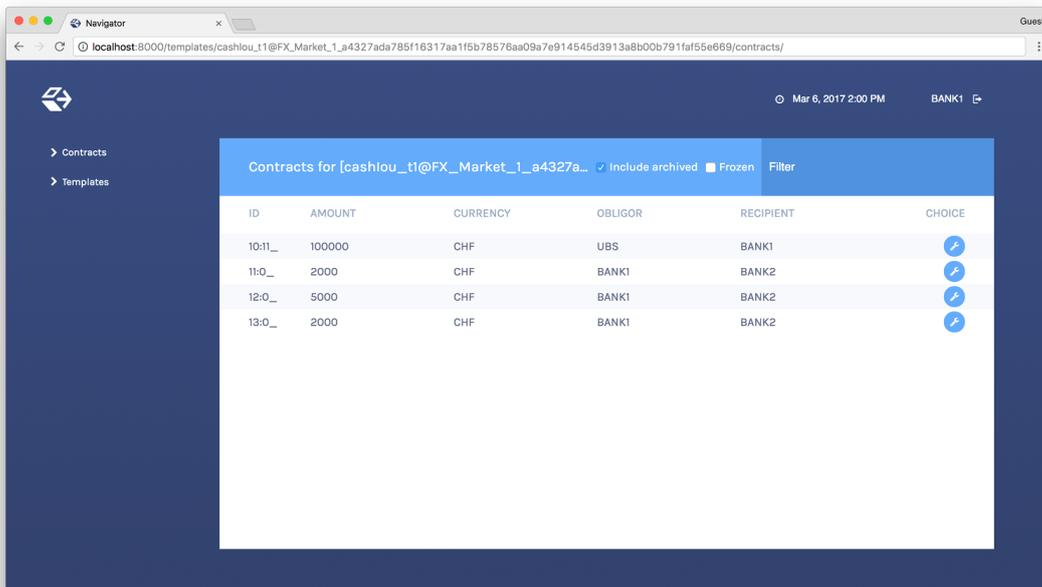 Navigator
Gues
localhost:8000/templates/cashIou_t1@FX_Market_1_a4327ada785f16317aa1f5b78576aa09a7e914545d3913a8b00b791faf55e669/contracts/
Mar 6, 2017 2:00 PM BANK1
Contracts
Templates
Contracts for [cashIou_t1@FX_Market_1_a4327a... Include archived Frozen Filter
ID AMOUNT CURRENCY OBLIGOR RECIPIENT CHOICE
10:11_ 100000 CHF UBS BANK1
11:0_ 2000 CHF BANK1 BANK2
12:0_ 5000 CHF BANK1 BANK2
13:0_ 2000 CHF BANK1 BANK2